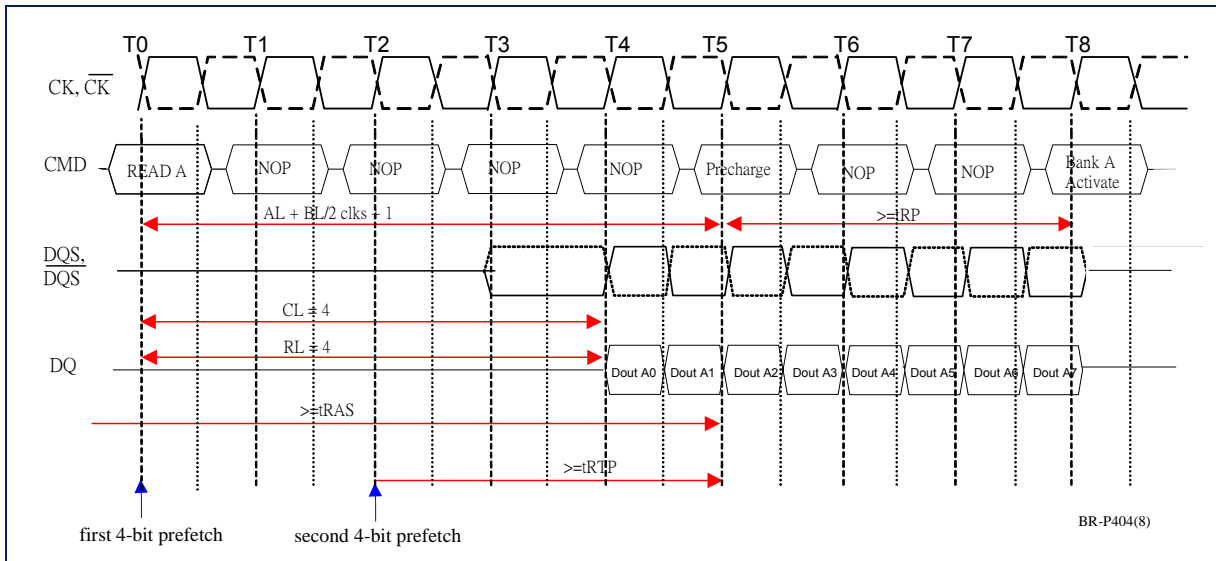 T0 T1 T2 T3 T4 T5 T6 T7 T8
CK, CK
CMD READ A NOP NOP NOP NOP Precharge NOP NOP Bank A Activate
AL + BL/2 clks + 1 >=tRP
DQS,
DQS
CL = 4
RL = 4
DQ Dout A0 Dout A1 Dout A2 Dout A3 Dout A4 Dout A5 Dout A6 Dout A7
>=tRAS
>=tRTP
first 4-bit prefetch second 4-bit prefetch
BR-P404(8)